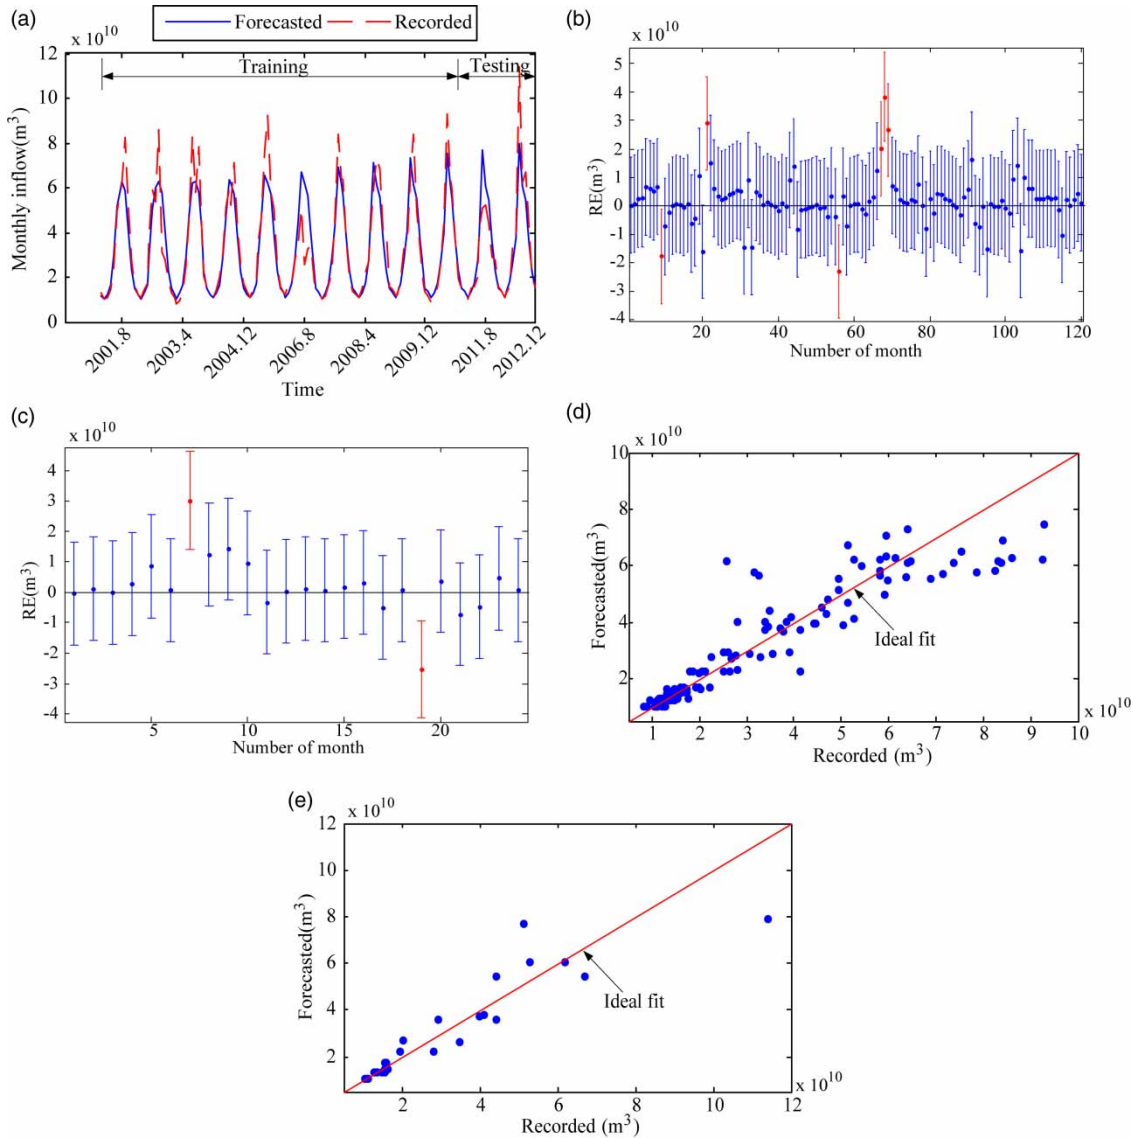 (a)
Forecasted Recorded
x 10^10
Training Testing
12
10
8
6
4
2
0
Monthly inflow(m^3)
2001.8 2003.4 2004.12 2006.8 2008.4 2009.12 2011.8 2012.12
Time
(b)
x 10^10
5
4
3
2
1
0
-1
-2
-3
-4
RE(m^3)
20 40 60 80 100 120
Number of month
(c)
x 10^10
4
3
2
1
0
-1
-2
-3
-4
RE(m^3)
5 10 15 20
Number of month
(d)
x 10^10
10
8
6
4
2
Forecasted(m^3)
Ideal fit
x 10^10
1 2 3 4 5 6 7 8 9 10
Recorded (m^3)
(e)
x 10^10
12
10
8
6
4
2
Forecasted(m^3)
Ideal fit
x 10^10
2 4 6 8 10 12
Recorded (m^3)